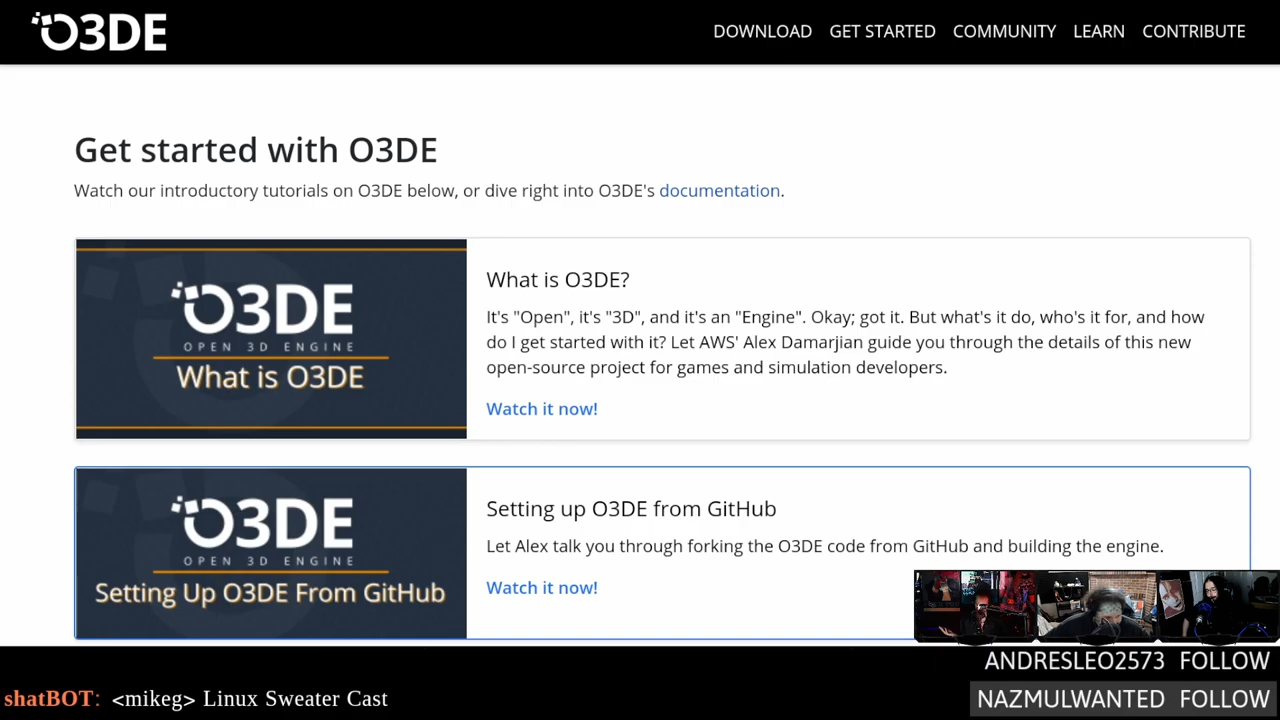 O3DE
DOWNLOAD GET STARTED COMMUNITY LEARN CONTRIBUTE
Get started with O3DE
Watch our introductory tutorials on O3DE below, or dive right into O3DE's documentation.
O3DE
OPEN 3D ENGINE
What is O3DE
What is O3DE?
It's "Open", it's "3D", and it's an "Engine". Okay; got it. But what's it do, who's it for, and how
do I get started with it? Let AWS' Alex Damarjian guide you through the details of this new
open-source project for games and simulation developers.
Watch it now!
O3DE
OPEN 3D ENGINE
Setting Up O3DE From GitHub
Setting up O3DE from GitHub
Let Alex talk you through forking the O3DE code from GitHub and building the engine.
Watch it now!
ANDRESLEO2573 FOLLOW
NAZMULWANTED FOLLOW
shatBOT: <mikeg> Linux Sweater Cast